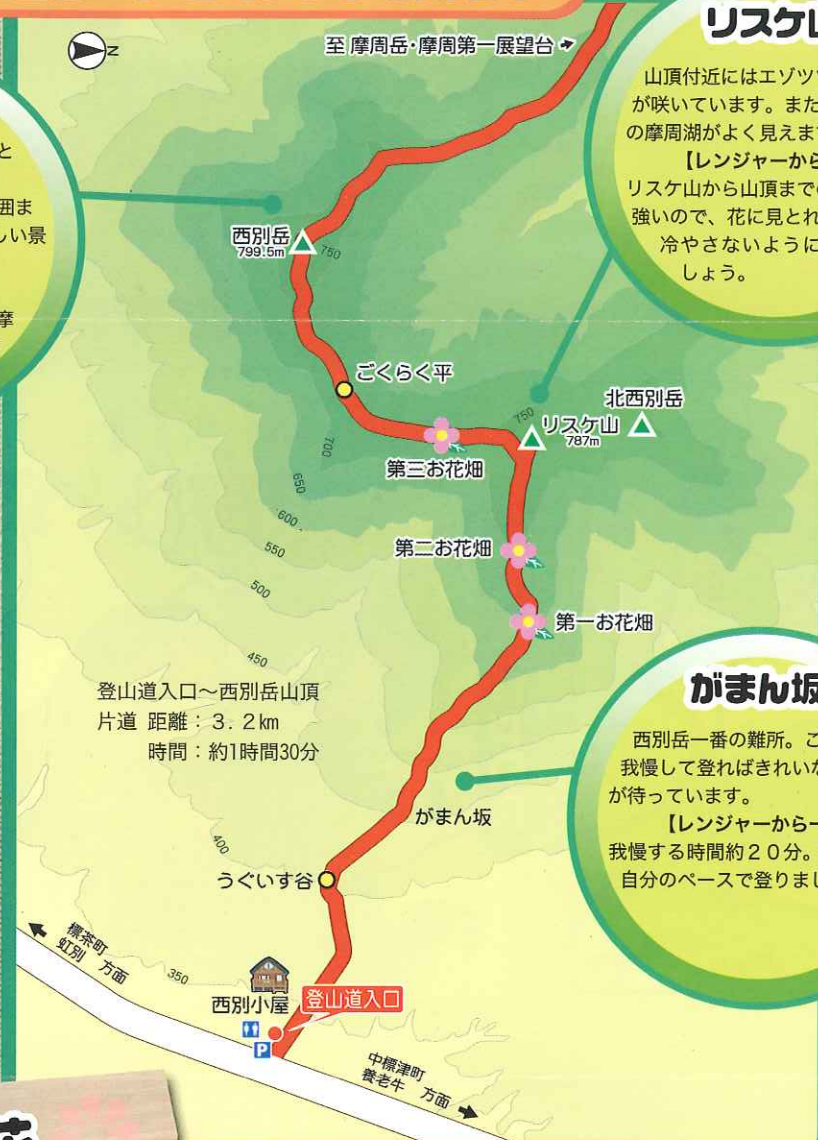 N
至 摩周岳・摩周第一展望台
リスケ山
山頂付近にはエゾツツ
が咲いています。また
の摩周湖がよく見えます
【レンジャーから
リスケ山から山頂までの
強いので、花に見とれ
冷やさないように
しょう。
と
囲ま
しい景
摩
西別岳
799.5m
750
ごくらく平
北西別岳
750
リスケ山
787m
第三お花畑
700
650
600
550
500
450
第二お花畑
第一お花畑
登山道入口～西別岳山頂
片道 距離：3.2km
時間：約1時間30分
がまん坂
西別岳一番の難所。こ
我慢して登ればきれいな
が待っています。
【レンジャーから一
我慢する時間約20分。
自分のペースで登りまし
がまん坂
400
うぐいす谷
標茶町
虹別 方面
350
西別小屋
登山道入口
P
中標津町
養老牛 方面